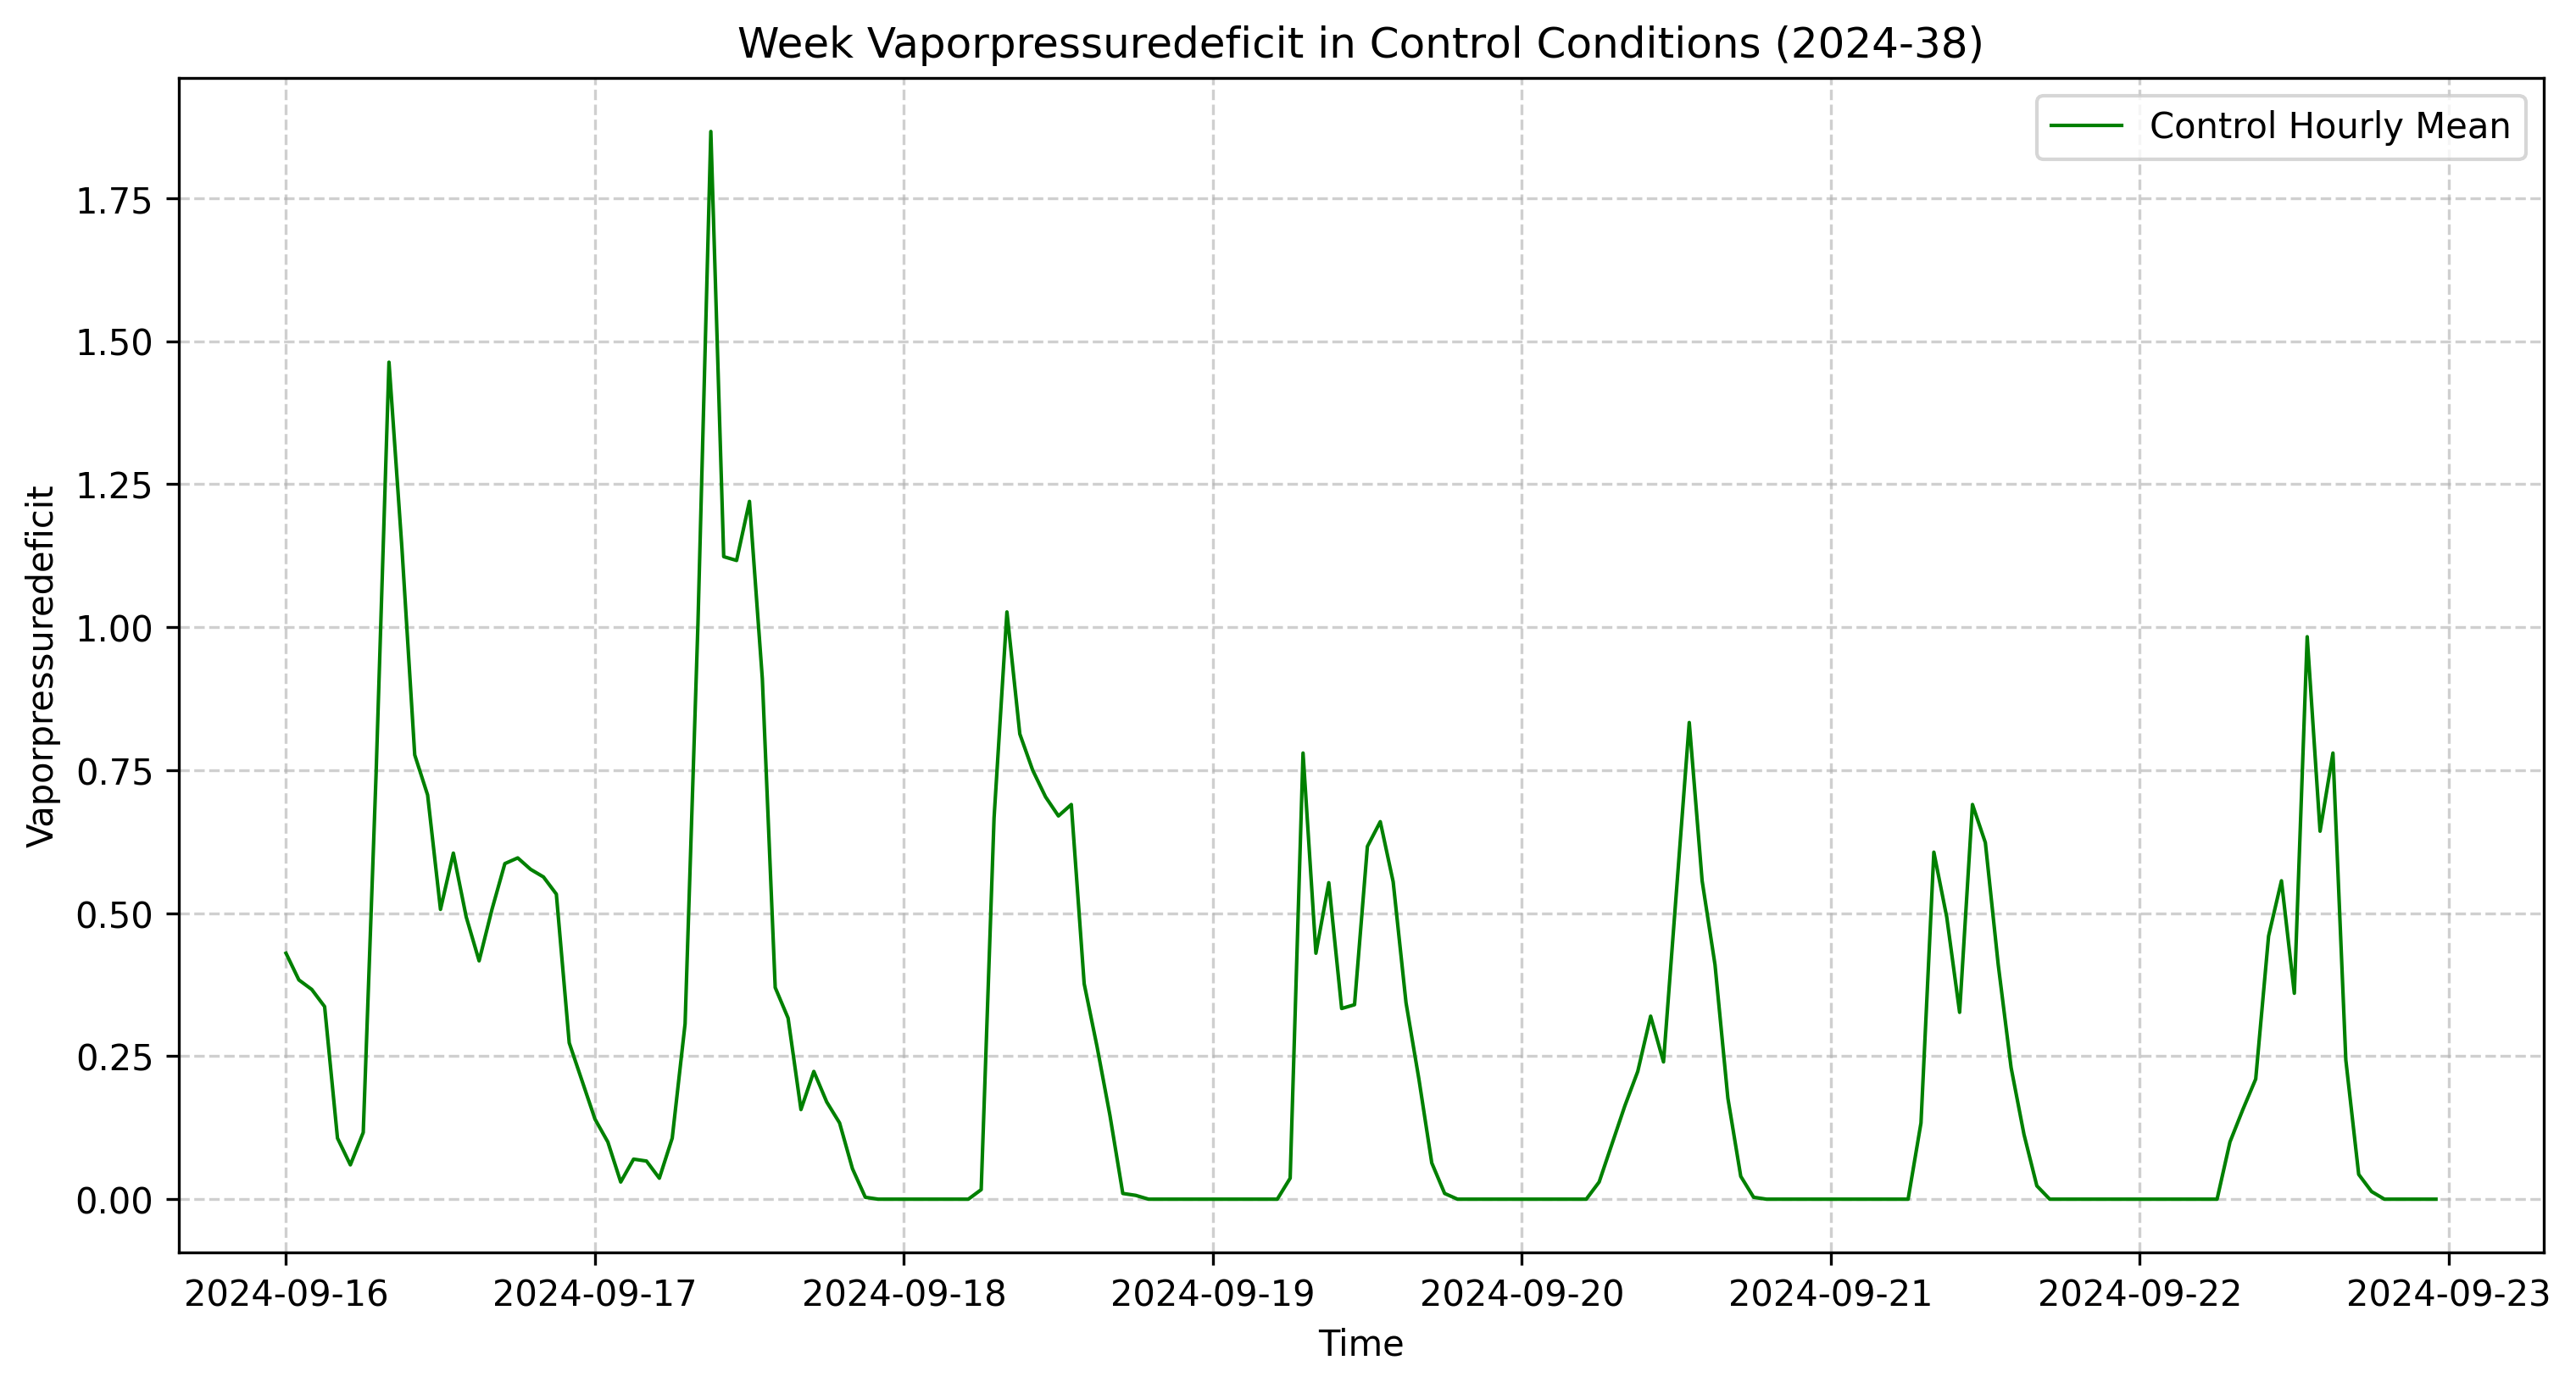 Week Vaporpressuredeficit in Control Conditions (2024-38)
Control Hourly Mean
Vaporpressuredeficit
1.75
1.50
1.25
1.00
0.75
0.50
0.25
0.00
2024-09-16 2024-09-17 2024-09-18 2024-09-19 2024-09-20 2024-09-21 2024-09-22 2024-09-23
Time